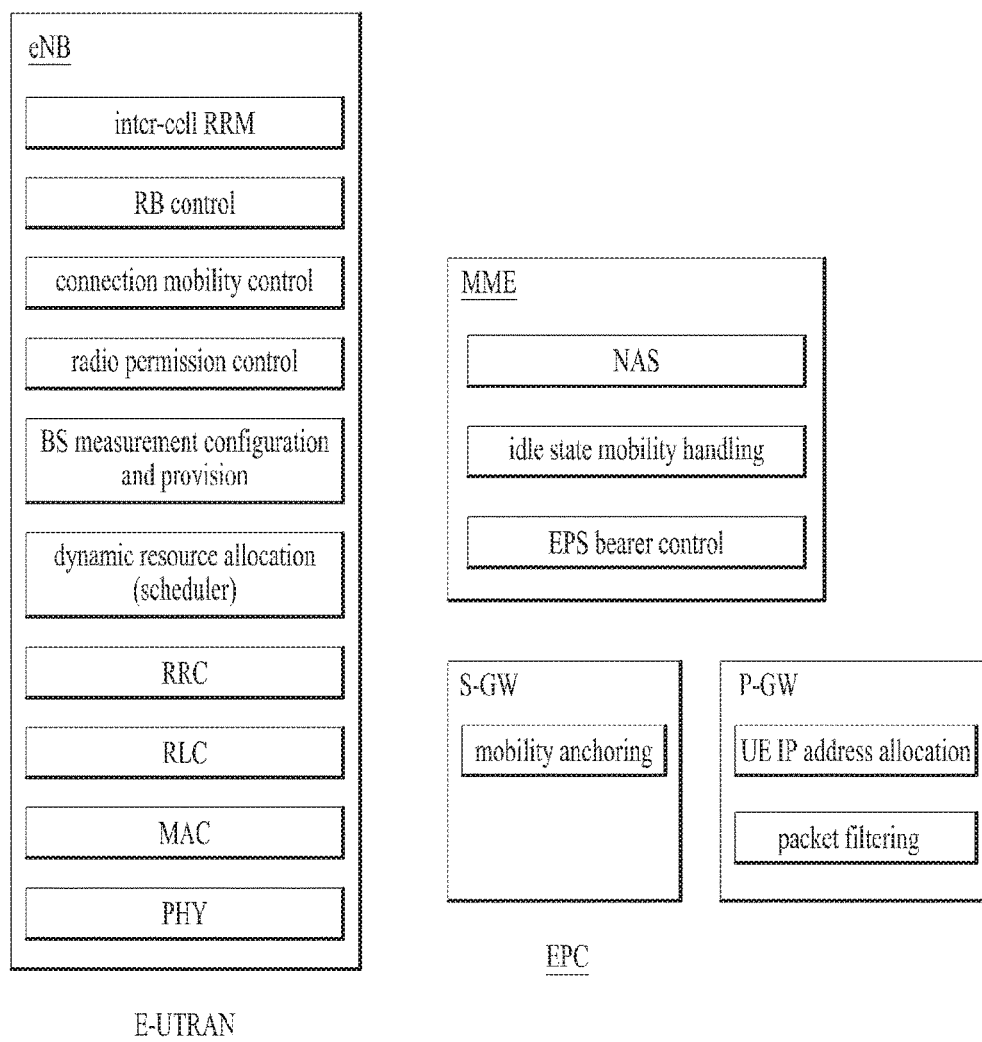 eNB
inter-cell RRM
RB control
connection mobility control
radio permission control
BS measurement configuration
and provision
dynamic resource allocation
(scheduler)
RRC
RLC
MAC
PHY
E-UTRAN
MME
NAS
idle state mobility handling
EPS bearer control
S-GW
mobility anchoring
P-GW
UE IP address allocation
packet filtering
EPC